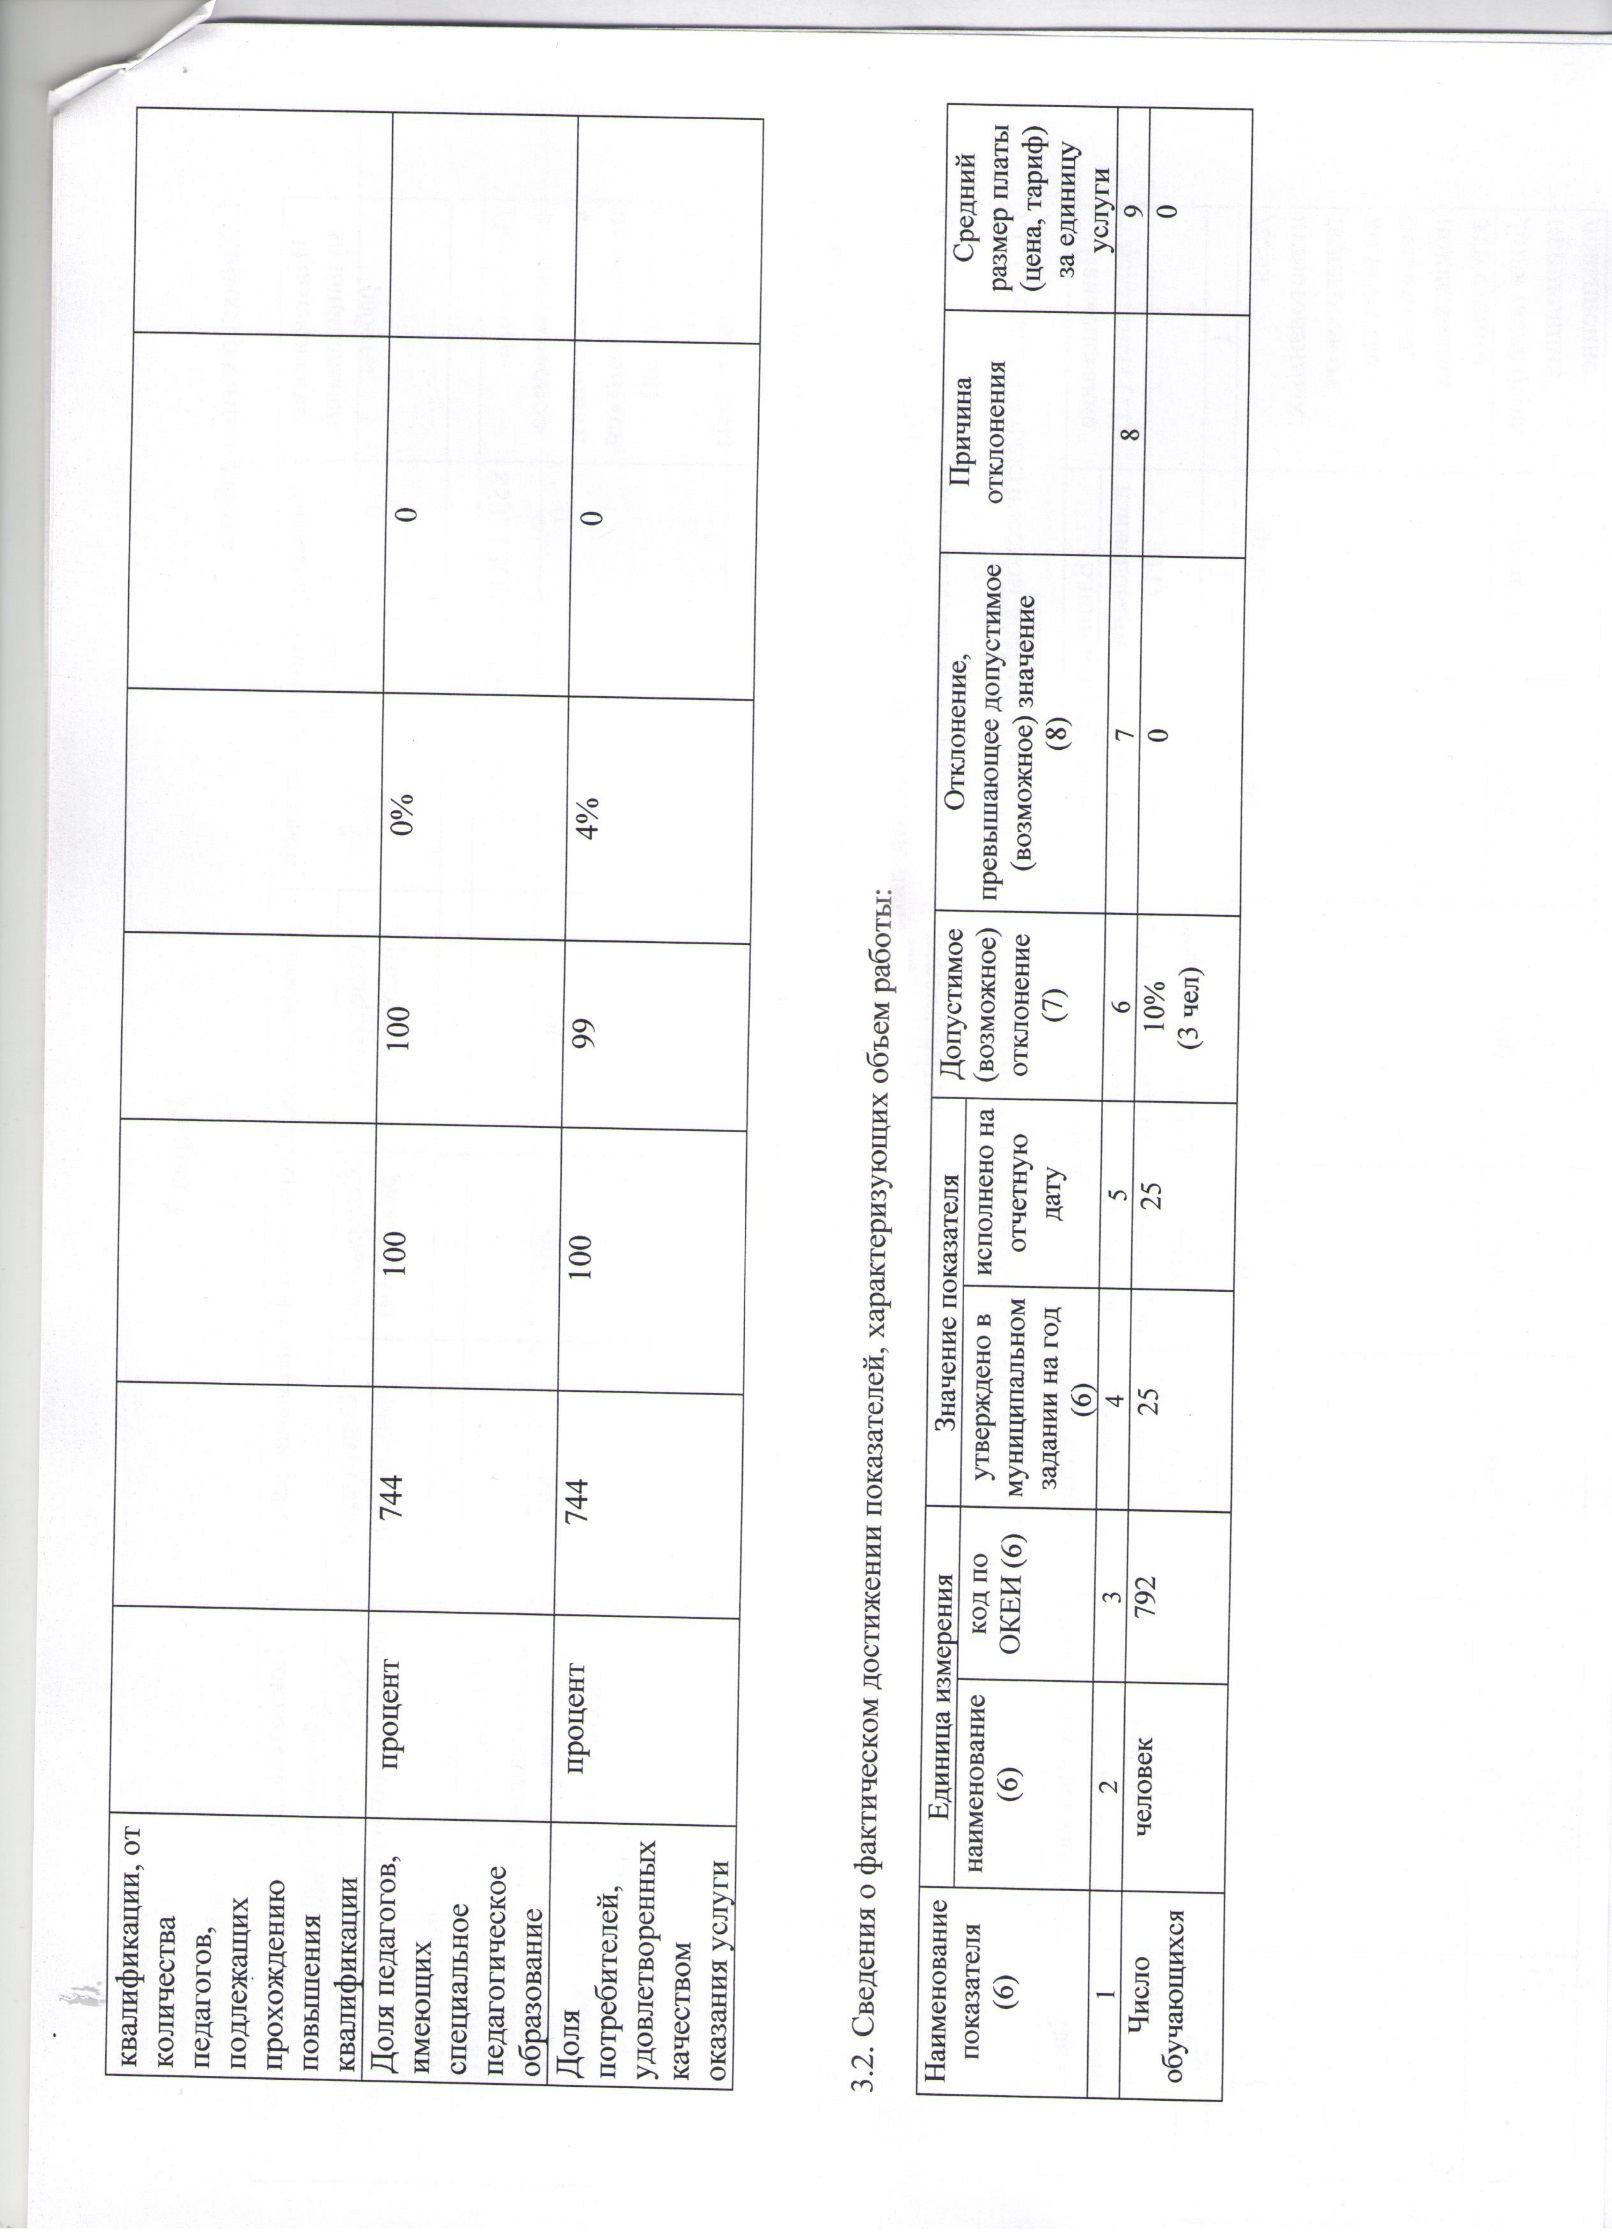 квалификации, от
количества
педагогов,
подлежащих
прохождению
повышения
квалификации
Доля педагогов,
имеющих
специальное
педагогическое
образование
процент
744
100
100
0%
0
Доля
потребителей,
удовлетворенных
качеством
оказания услуги
процент
744
100
99
4%
0
3.2. Сведения о фактическом достижении показателей, характеризующих объем работы:
Наименование
показателя
(6)
Единица измерения
наименование
(6)
код по
ОКЕИ (6)
Значение показателя
утверждено в
муниципальном
задании на год
(6)
исполнено на
отчетную
дату
Допустимое
(возможное)
отклонение
(7)
Отклонение,
превышающее допустимое
(возможное) значение
(8)
Причина
отклонения
Средний
размер платы
(цена, тариф)
за единицу
услуги
1
2
3
4
5
6
7
8
9
Число
обучающихся
человек
792
25
25
10%
(3 чел)
0
0